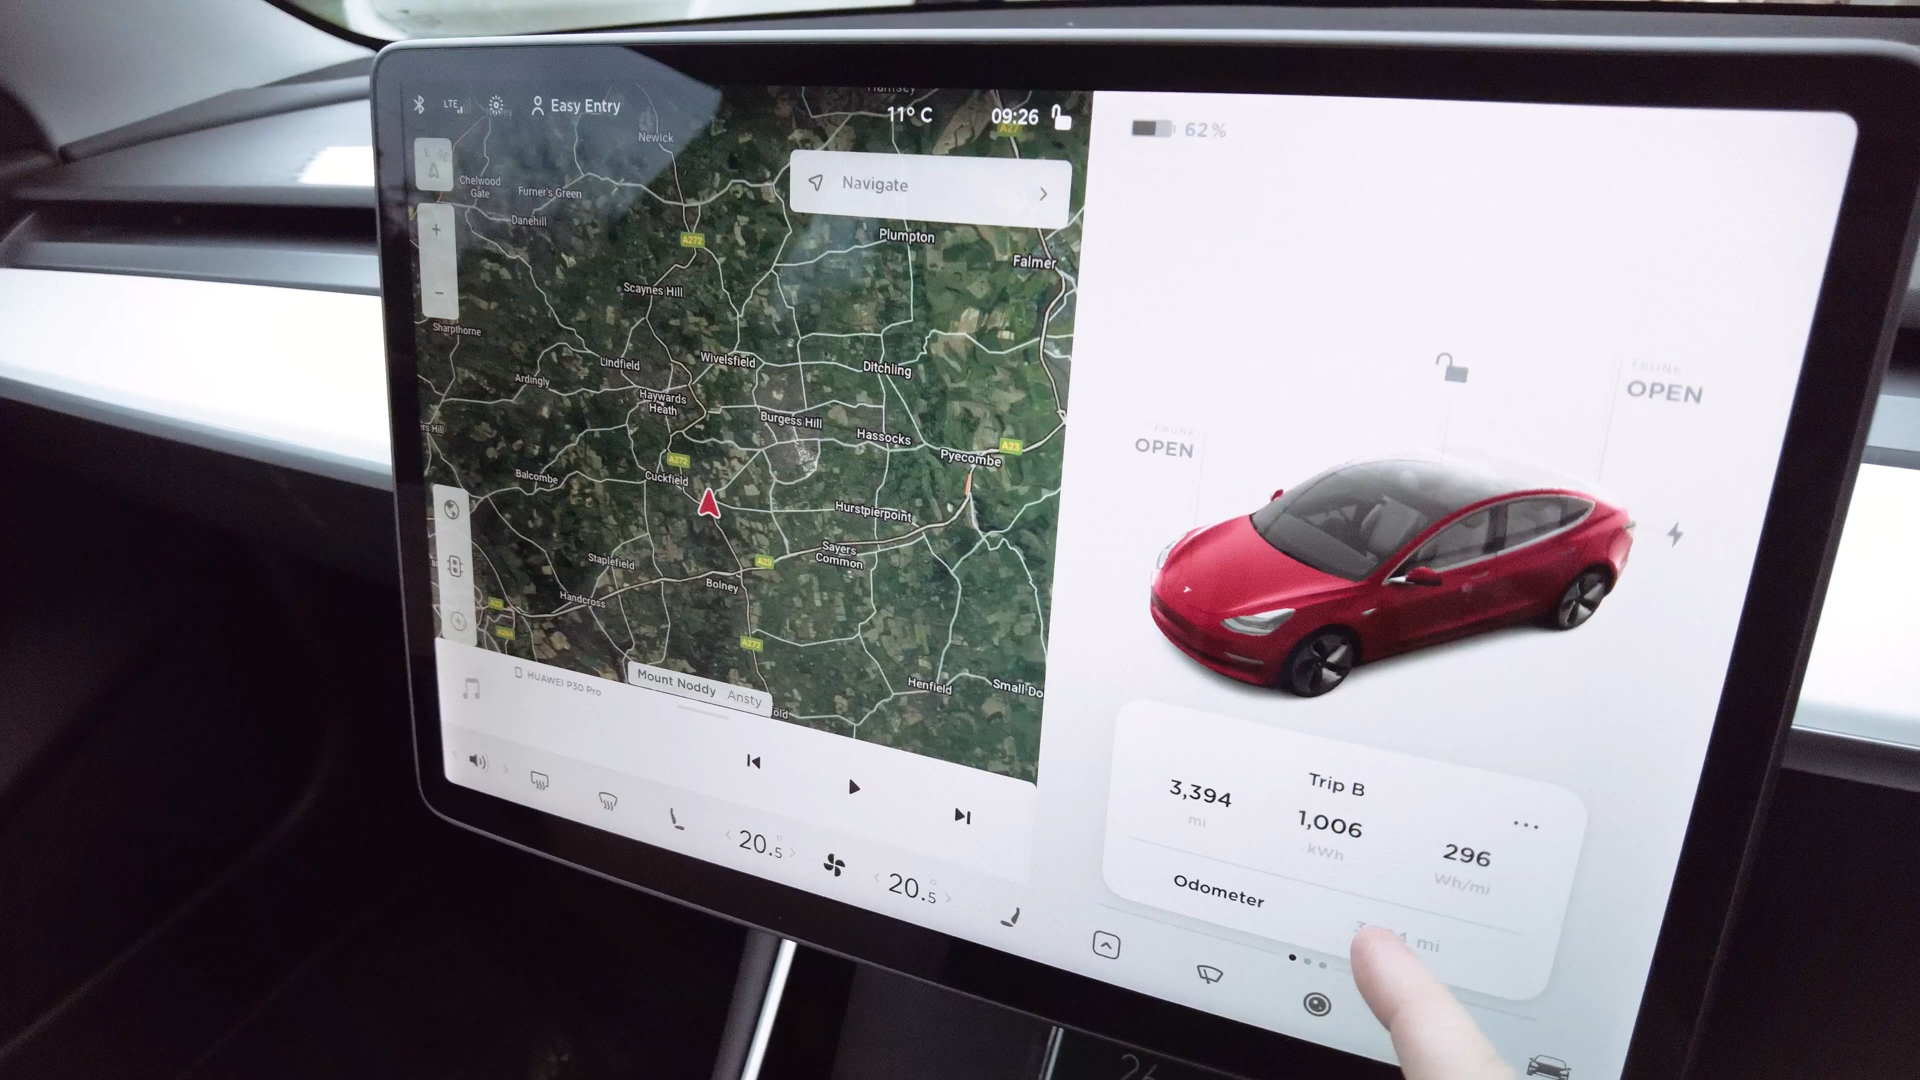 LTE
Easy Entry
11° C
09:26
62%
Navigate
Newick
A27
Chelwood
Gate
Furner's Green
Danehill
A272
Plumpton
Falmer
Scaynes Hill
Sharpthorne
Lindfield
Wivelsfield
Ditchling
Ardingly
Haywards
Heath
Burgess Hill
Hassocks
A23
Pyecombe
A272
Balcombe
Cuckfield
Hurstpierpoint
Staplefield
Sayers
Common
A23
Bolney
Handcross
A272
Henfield
Small Do
Mount Noddy Ansty
HUAWEI P30 Pro
20.5
20.5
OPEN
TRUNK
OPEN
Trip B
3,394
mi
1,006
kWh
296
Wh/mi
Odometer
mi